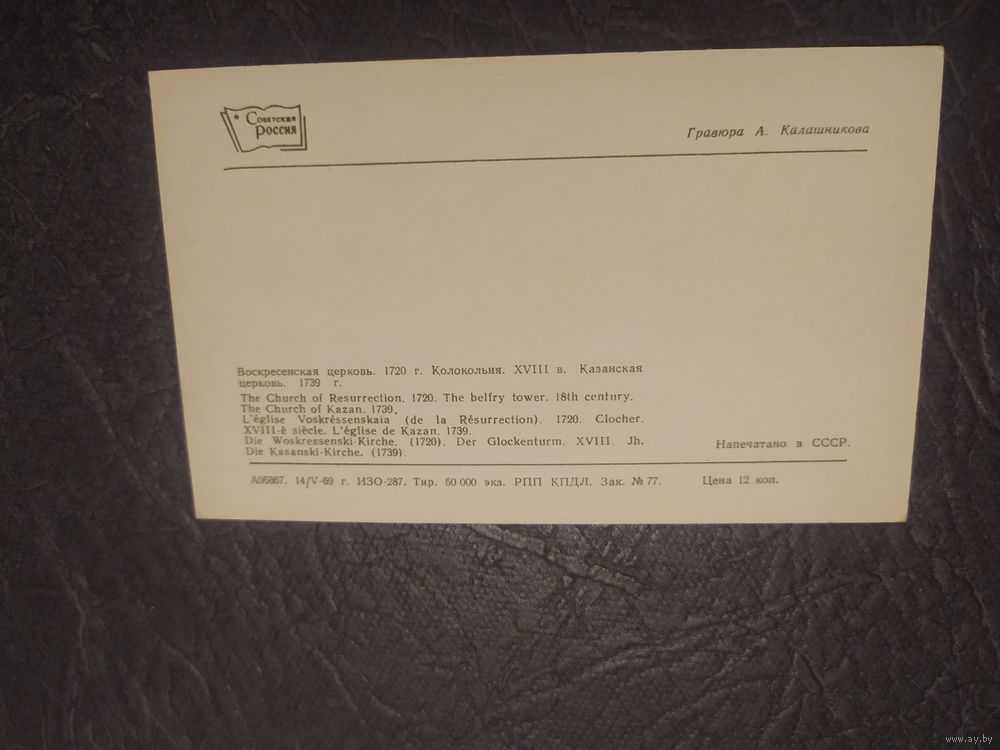 Советская
Россия
Гравюра А. Калашникова
Воскресенская церковь. 1720 г. Колокольня. XVIII в. Казанская
церковь. 1739 г.
The Church of Resurrection. 1720. The belfry tower. 18th century.
The Church of Kazan. 1739.
L'église Voskréssenskaia (de la Résurrection). 1720. Clocher.
XVIII-è siècle. L'église de Kazan. 1739.
Die Woskressenski-Kirche. (1720). Der Glockenturm. XVIII. Jh.
Die Kasanski-Kirche. (1739).
Напечатано в СССР.
А06867. 14/V-69 г. ИЗО-287. Тир. 50 000 экз. РПП КПДЛ. Зак. № 77.
Цена 12 коп.
www.ay.by